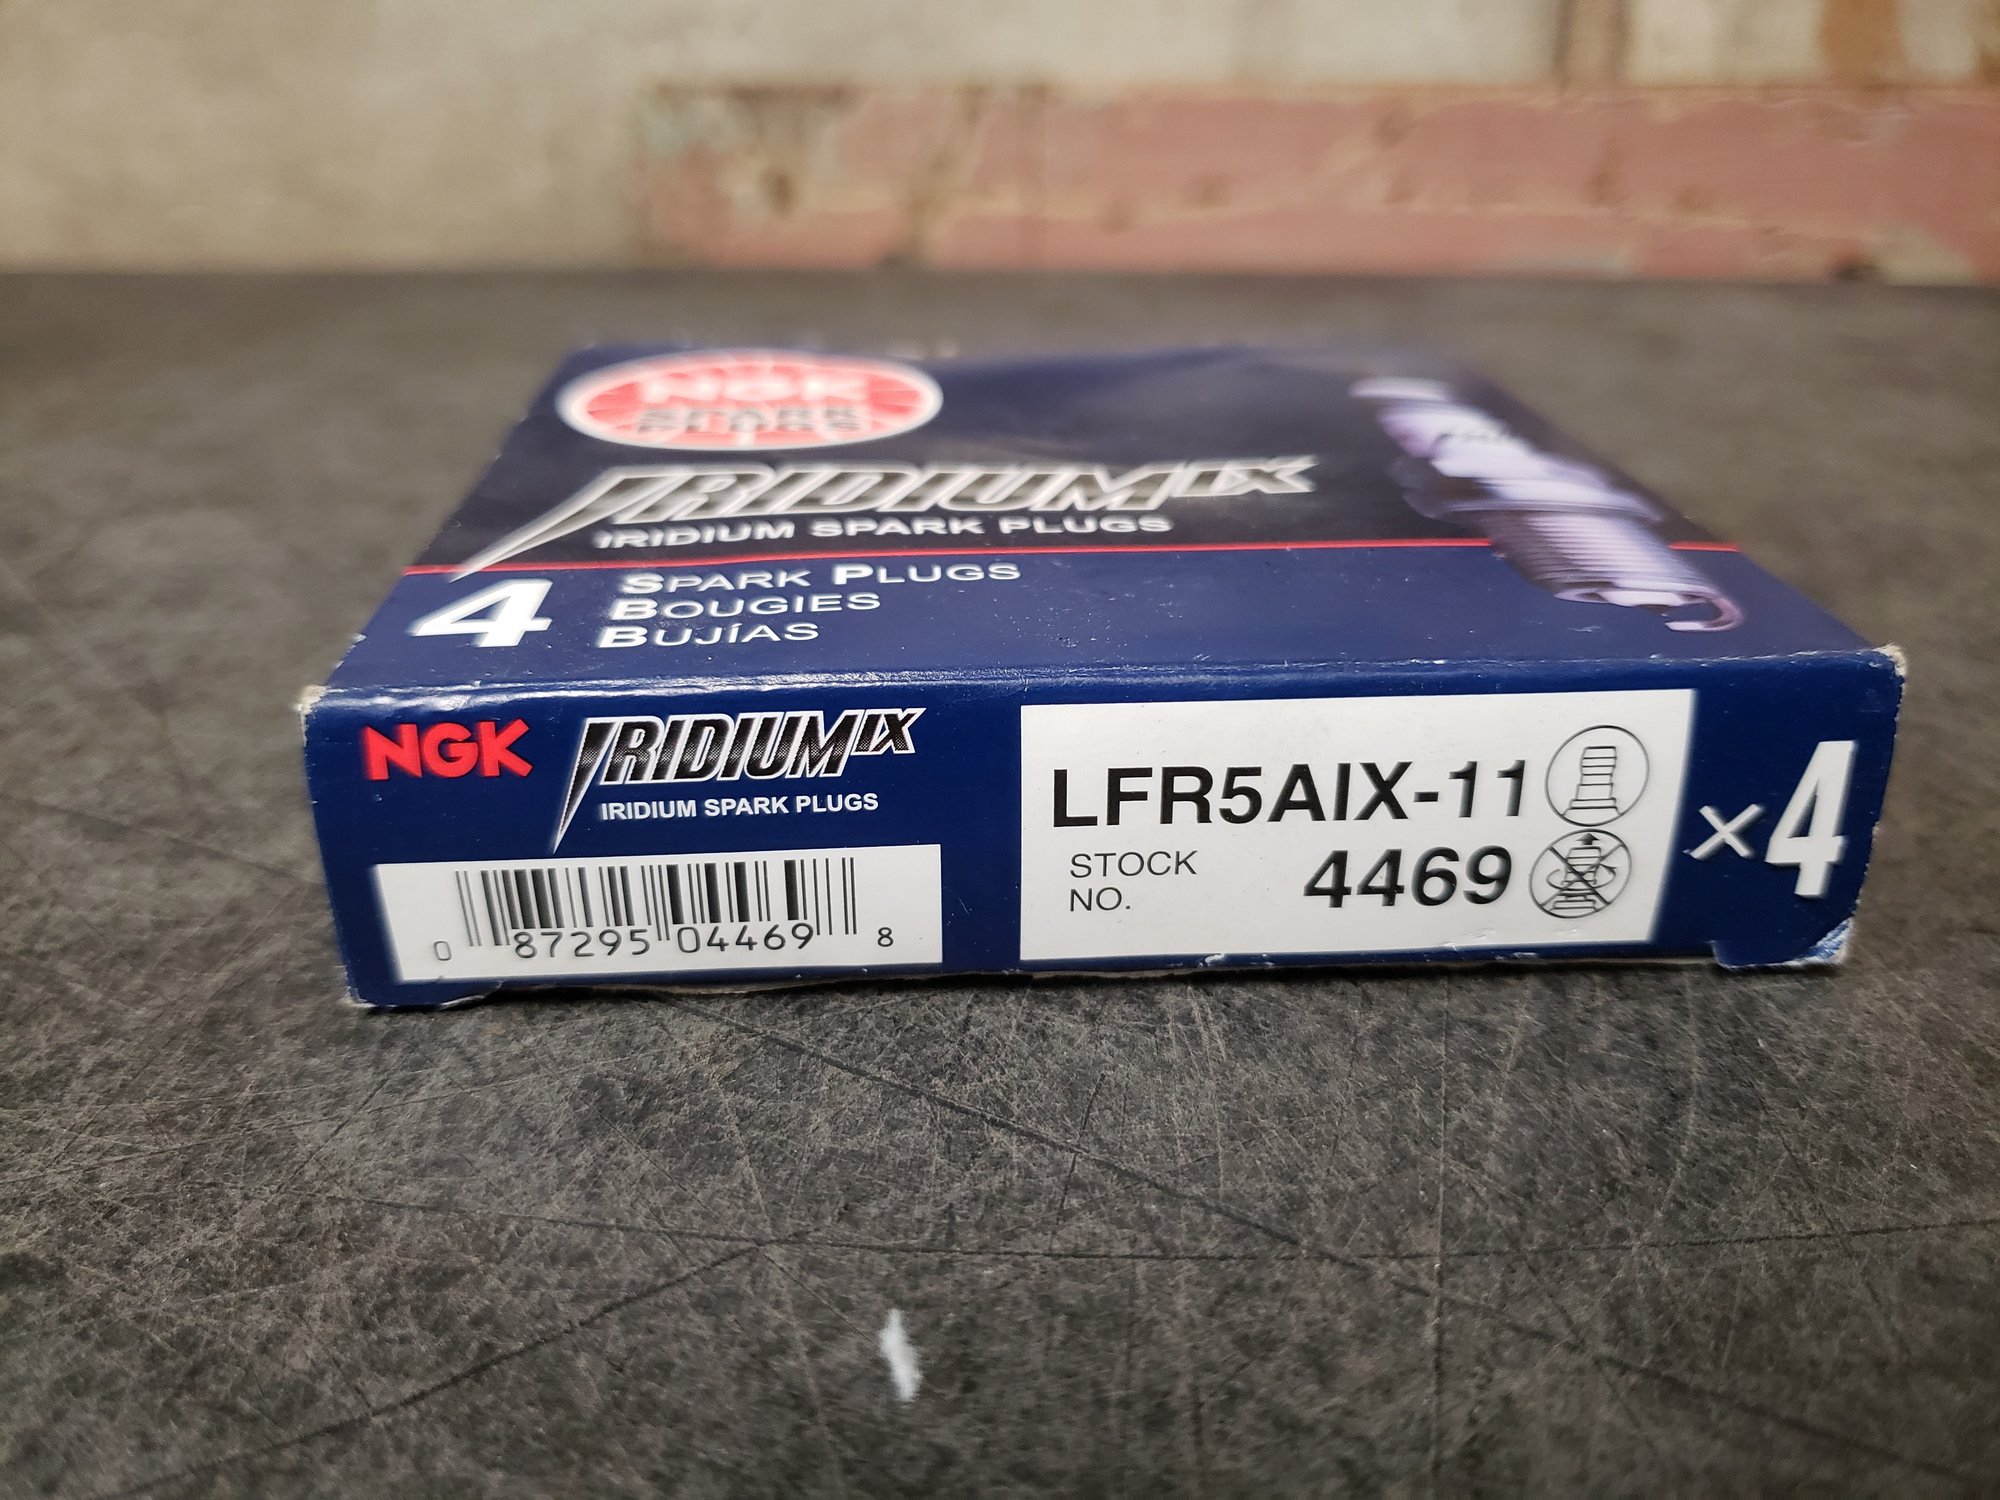 NGK
SPARK
PLUGS
IRIDIUM IX
IRIDIUM SPARK PLUGS
4 SPARK PLUGS
BOUGIES
BUJÍAS
NGK IRIDIUM IX
IRIDIUM SPARK PLUGS
0 87295 04469 8
LFR5AIX-11
STOCK
NO. 4469
×4